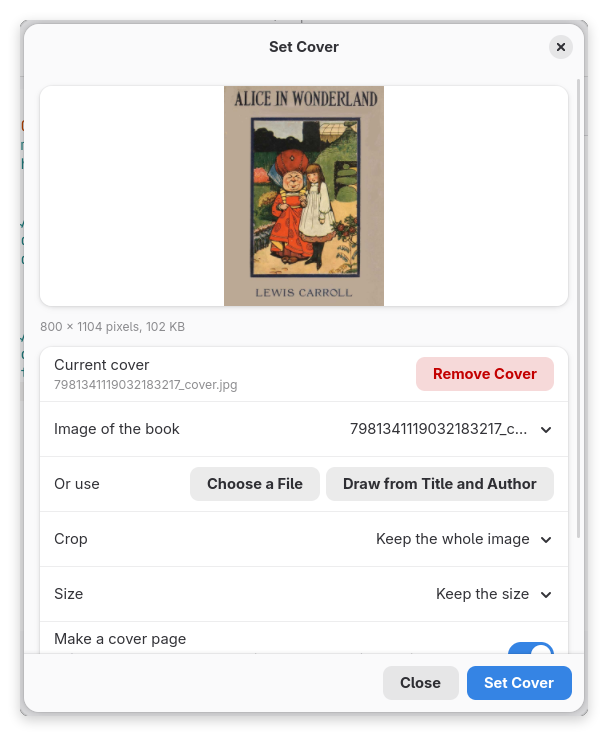 Set Cover
ALICE IN WONDERLAND
LEWIS CARROLL
800 × 1104 pixels, 102 KB
Current cover
7981341119032183217_cover.jpg
Remove Cover
Image of the book
7981341119032183217_c…
Or use
Choose a File
Draw from Title and Author
Crop
Keep the whole image
Size
Keep the size
Make a cover page
Close
Set Cover